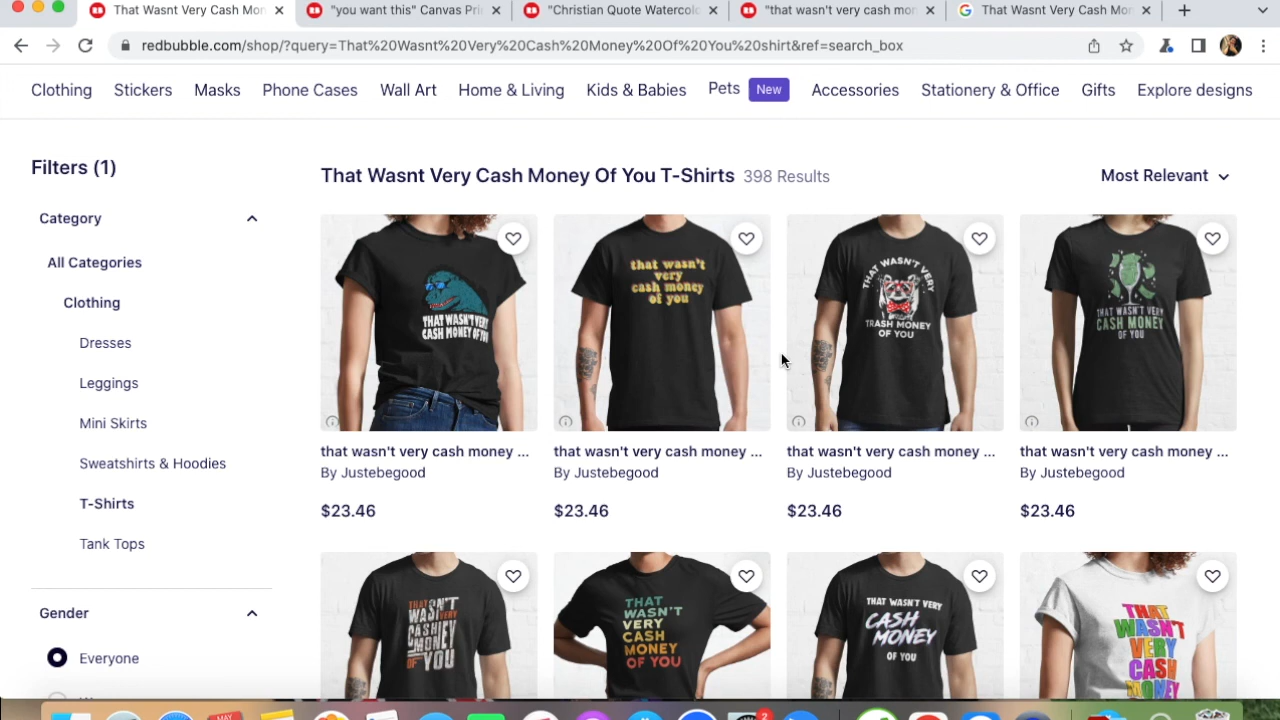 That Wasnt Very Cash Mon
"you want this" Canvas Pri
"Christian Quote Watercolo
"that wasn't very cash mon
That Wasnt Very Cash Mon
redbubble.com/shop/?query=That%20Wasnt%20Very%20Cash%20Money%20Of%20You%20shirt&ref=search_box
Clothing Stickers Masks Phone Cases Wall Art Home & Living Kids & Babies Pets New Accessories Stationery & Office Gifts Explore designs
Filters (1)
Category
All Categories
Clothing
Dresses
Leggings
Mini Skirts
Sweatshirts & Hoodies
T-Shirts
Tank Tops
Gender
Everyone
That Wasnt Very Cash Money Of You T-Shirts 398 Results
Most Relevant
THAT WASN'T VERY
CASH MONEY OF YOU
that wasn't
very
cash money
of you
THAT WASN'T VERY
TRASH MONEY
OF YOU
THAT WASN'T VERY
CASH MONEY
OF YOU
that wasn't very cash money ...
By Justebegood
$23.46
that wasn't very cash money ...
By Justebegood
$23.46
that wasn't very cash money ...
By Justebegood
$23.46
that wasn't very cash money ...
By Justebegood
$23.46
THAT
WASN'T
VERY
CASH
MONEY
OF YOU
THAT
WASN'T
VERY
CASH
MONEY
OF YOU
THAT WASN'T VERY
CASH
MONEY
OF YOU
THAT
WASN'T
VERY
CASH
MONEY
MAY
2